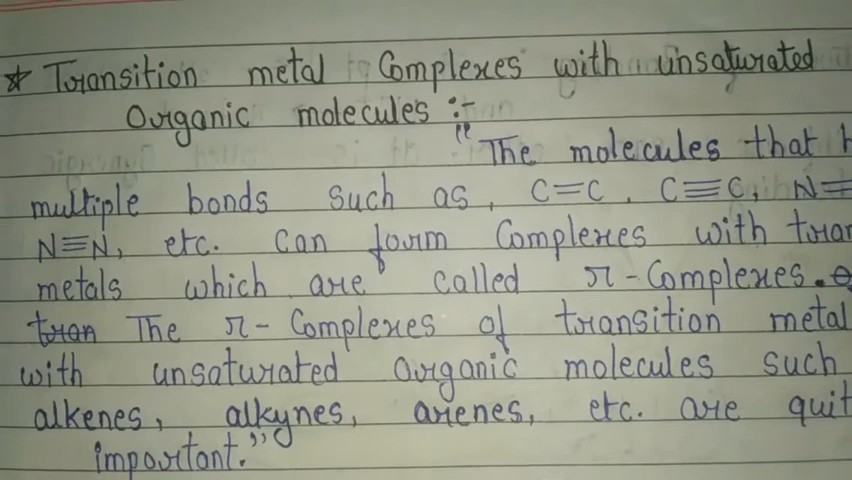 * Transition metal Complexes with unsaturated
Organic molecules :-
"The molecules that h
multiple bonds such as, C=C, C≡C, N=
N≡N, etc. can form Complexes with tran
metals which are called π-Complexes.
tran The π-Complexes of transition metal
with unsaturated organic molecules such
alkenes, alkynes, arenes, etc. are quit
important."